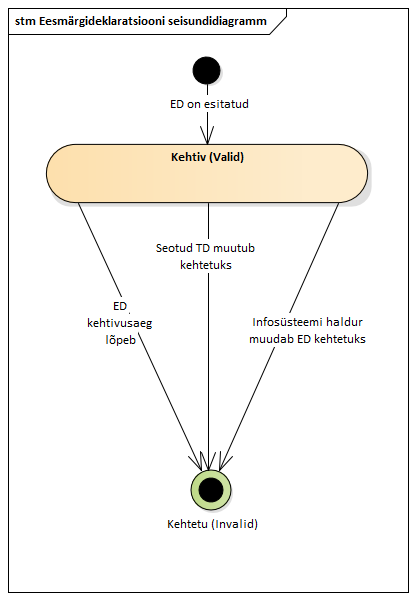 stm Eesmärgideklaratsiooni seisundidiagramm
ED on esitatud
Kehtiv (Valid)
Seotud TD muutub
kehtetuks
ED
kehtivusaeg
lõpeb
Infosüsteemi haldur
muudab ED kehtetuks
Kehtetu (Invalid)